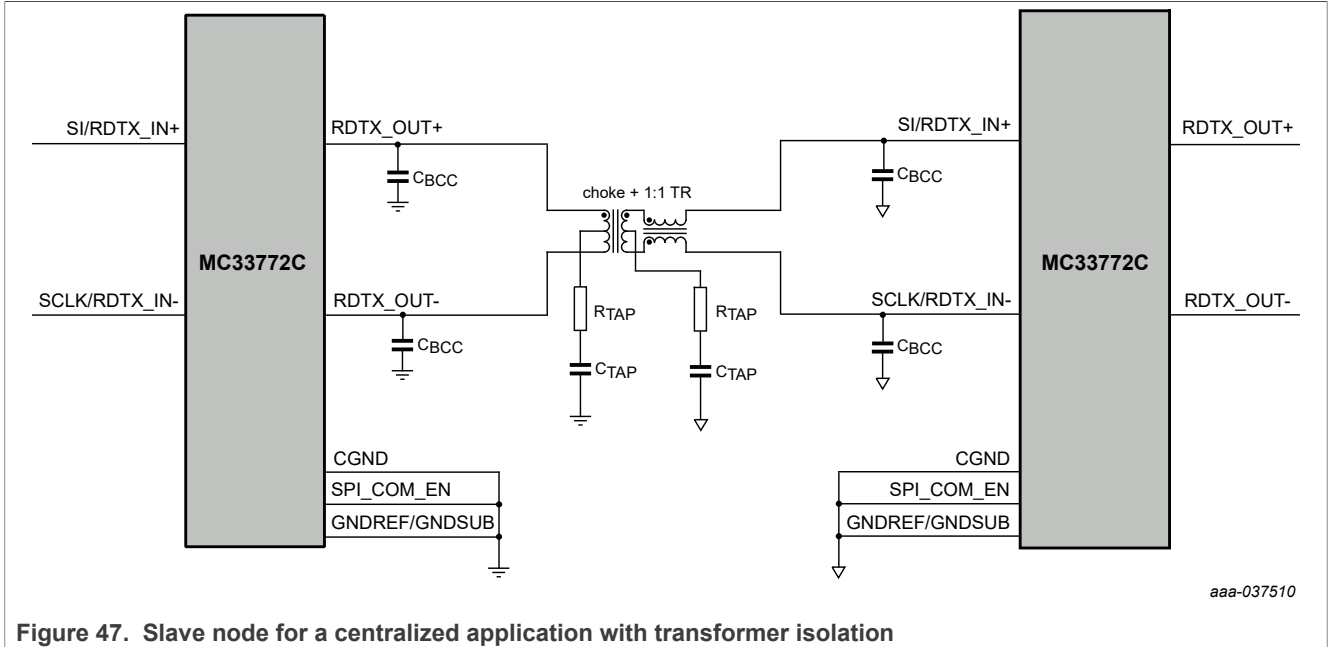 SI/RDTX_IN+
RDTX_OUT+
SI/RDTX_IN+
RDTX_OUT+
CBCC
CBCC
choke + 1:1 TR
MC33772C
MC33772C
SCLK/RDTX_IN-
RDTX_OUT-
SCLK/RDTX_IN-
RDTX_OUT-
RTAP
RTAP
CBCC
CBCC
CTAP
CTAP
CGND
CGND
SPI_COM_EN
SPI_COM_EN
GNDREF/GNDSUB
GNDREF/GNDSUB
aaa-037510
Figure 47. Slave node for a centralized application with transformer isolation